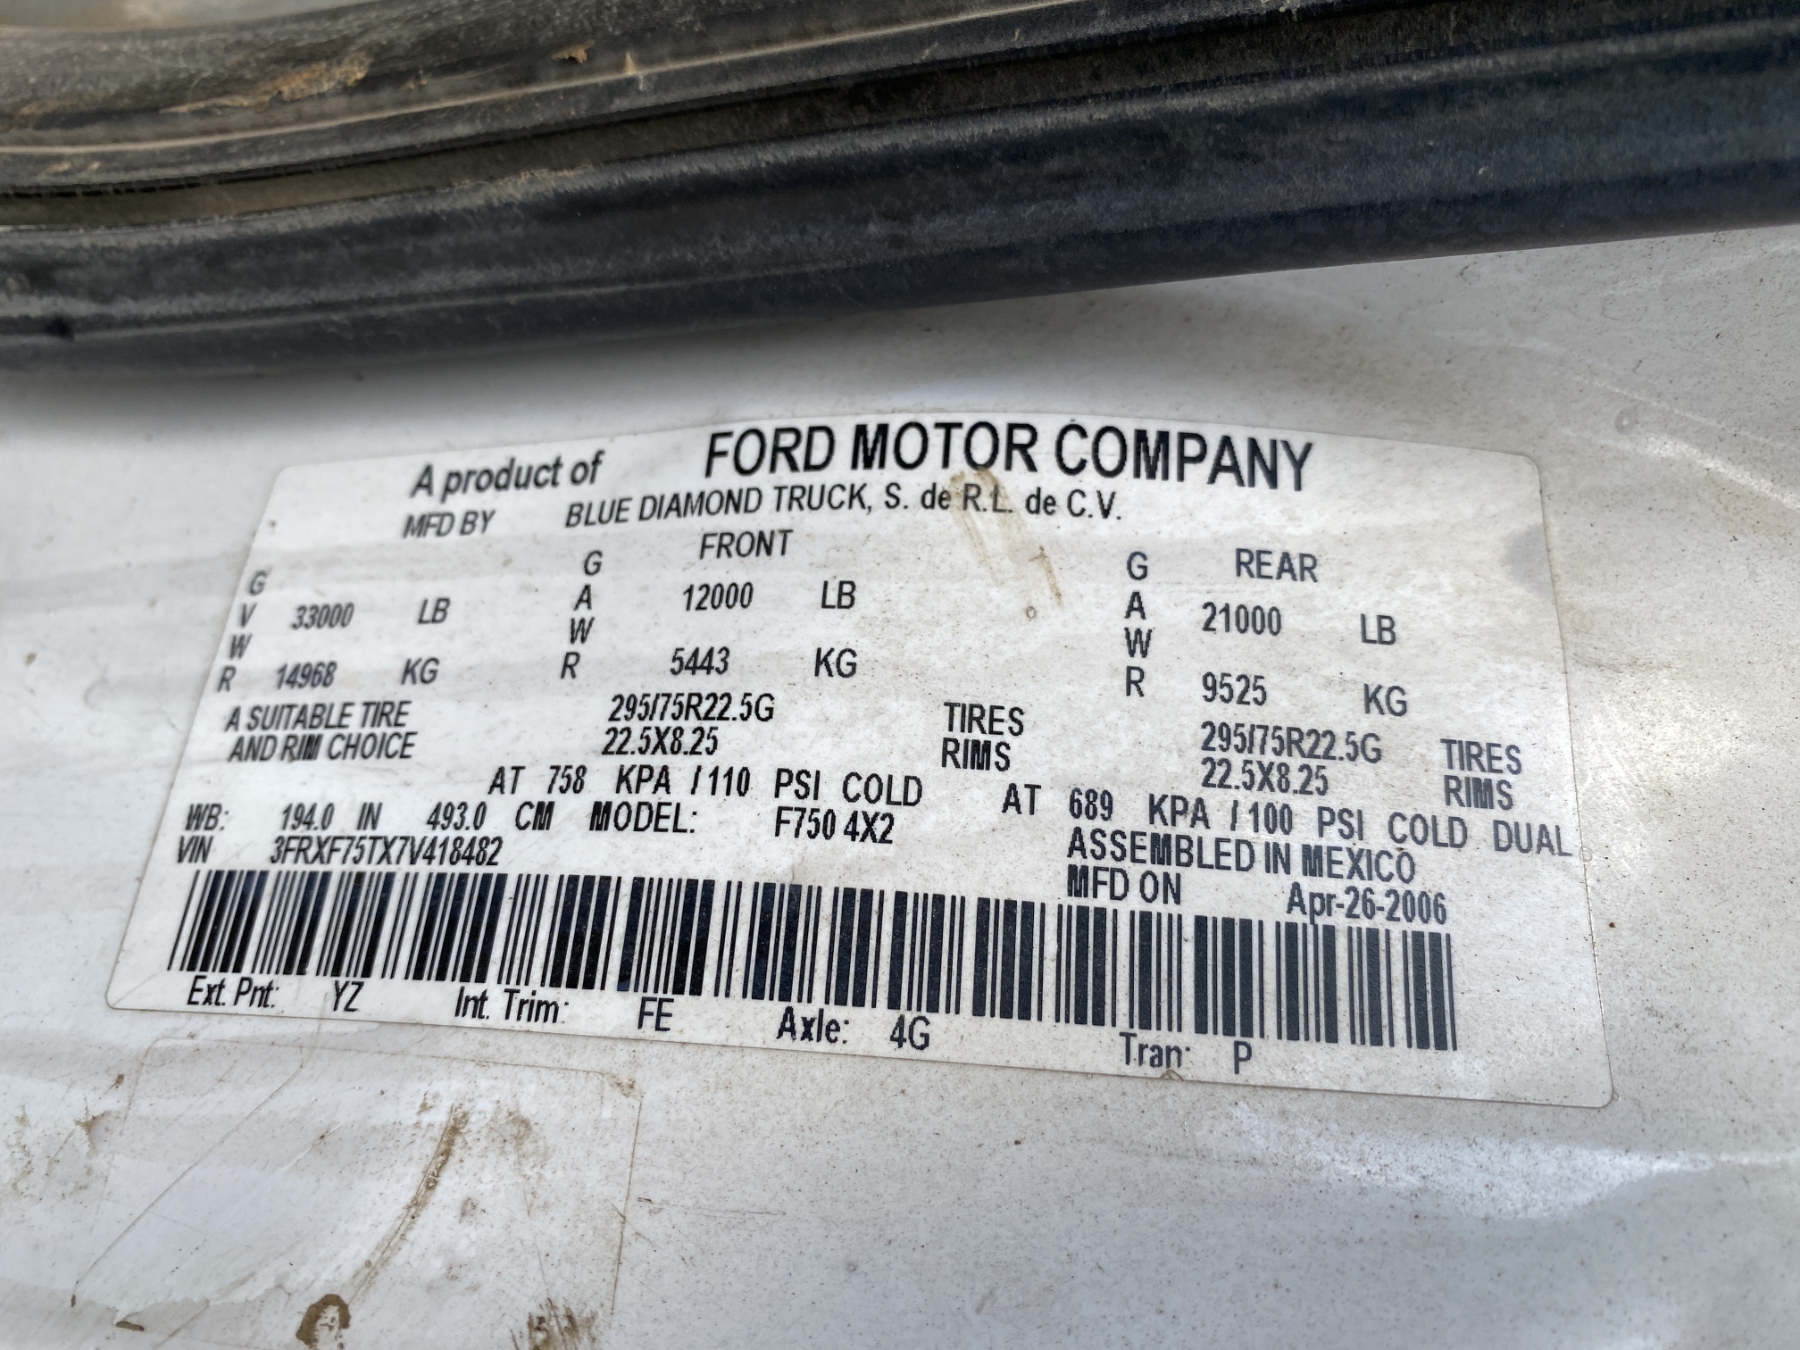 A product of FORD MOTOR COMPANY
MFD BY BLUE DIAMOND TRUCK, S. de R.L. de C.V.
G FRONT G REAR
G A 12000 LB A 21000 LB
V 33000 LB W W
W R 5443 KG R 9525 KG
R 14968 KG
A SUITABLE TIRE 295/75R22.5G TIRES 295/75R22.5G TIRES
AND RIM CHOICE 22.5X8.25 RIMS 22.5X8.25 RIMS
AT 758 KPA / 110 PSI COLD AT 689 KPA / 100 PSI COLD DUAL
WB: 194.0 IN 493.0 CM MODEL: F750 4X2 ASSEMBLED IN MEXICO
VIN 3FRXF75TX7V418482 MFD ON Apr-26-2006
Ext. Pnt: YZ Int. Trim: FE Axle: 4G Tran: P